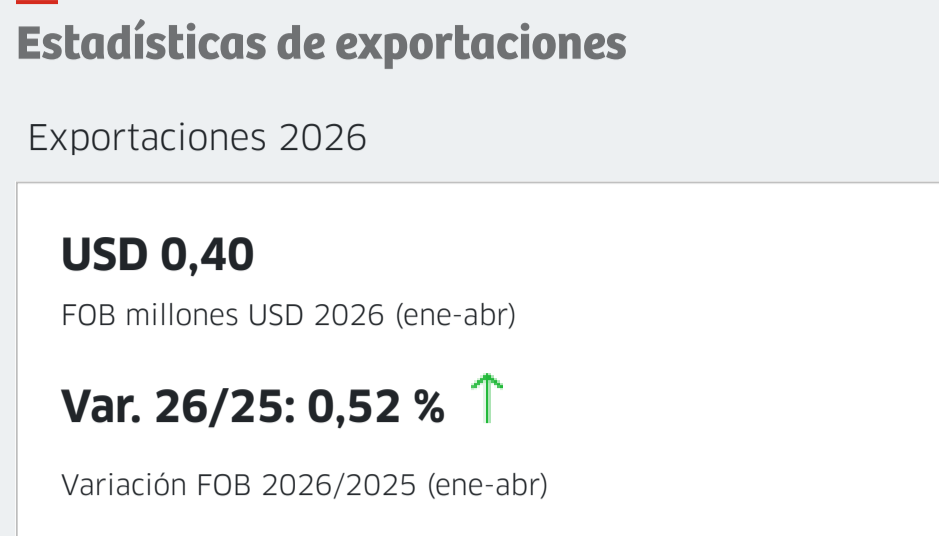 Estadísticas de exportaciones
Exportaciones 2026
USD 0,40
FOB millones USD 2026 (ene-abr)
Var. 26/25: 0,52 % ↑
Variación FOB 2026/2025 (ene-abr)